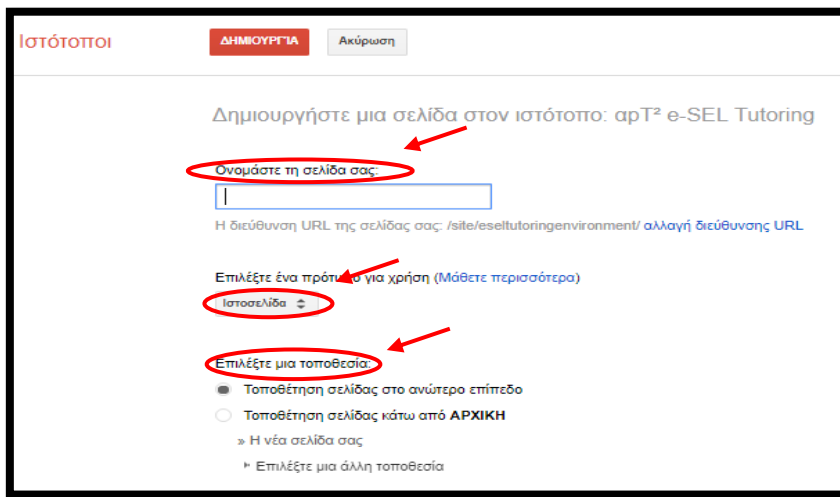 Ιστότοποι
ΔΗΜΙΟΥΡΓΊΑ Ακύρωση
Δημιουργήστε μια σελίδα στον ιστότοπο: apT² e-SEL Tutoring
Ονομάστε τη σελίδα σας:
Η διεύθυνση URL της σελίδας σας: /site/eseltutoringenvironment/ αλλαγή διεύθυνσης URL
Επιλέξτε ένα πρότυπο για χρήση (Μάθετε περισσότερα)
Ιστοσελίδα
Επιλέξτε μια τοποθεσία:
Τοποθέτηση σελίδας στο ανώτερο επίπεδο
Τοποθέτηση σελίδας κάτω από ΑΡΧΙΚΗ
» Η νέα σελίδα σας
Επιλέξτε μια άλλη τοποθεσία